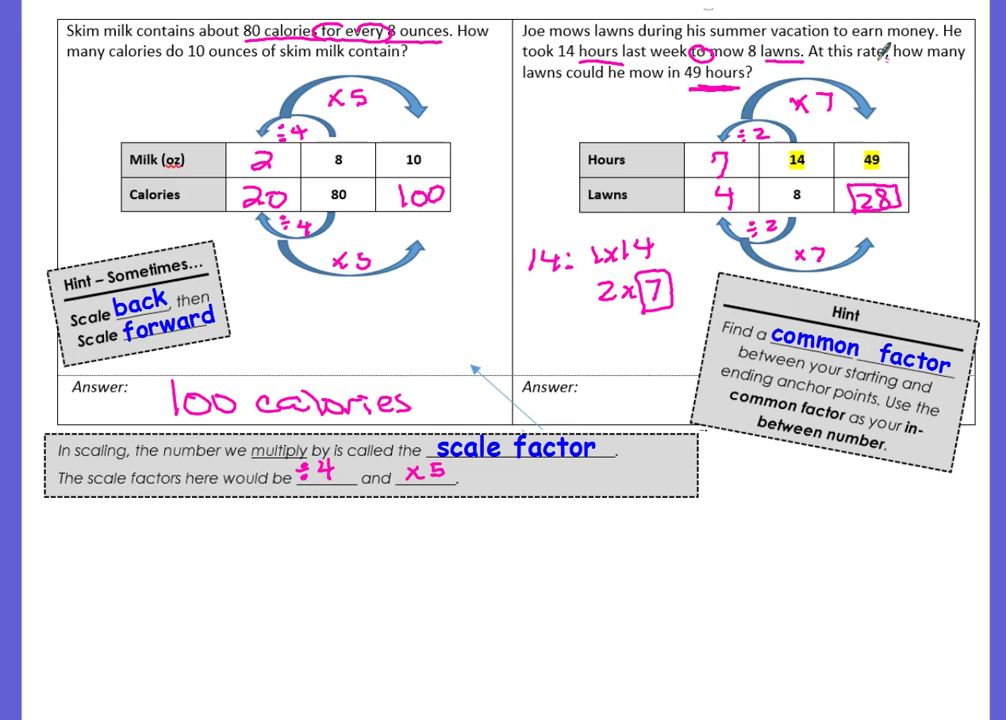 Skim milk contains about 80 calories for every 8 ounces. How
many calories do 10 ounces of skim milk contain?
× 5
÷ 4
Milk (oz) 2 8 10
Calories 20 80 100
÷ 4
× 5
Hint – Sometimes...
Scale back, then
Scale forward
Answer: 100 calories
Joe mows lawns during his summer vacation to earn money. He
took 14 hours last week to mow 8 lawns. At this rate, how many
lawns could he mow in 49 hours?
× 7
÷ 2
Hours 7 14 49
Lawns 4 8 28
÷ 2
× 7
14: 1×14
2×7
Hint
Find a common factor
between your starting and
ending anchor points. Use the
common factor as your in-
between number.
Answer:
In scaling, the number we multiply by is called the scale factor.
The scale factors here would be ÷4 and ×5.